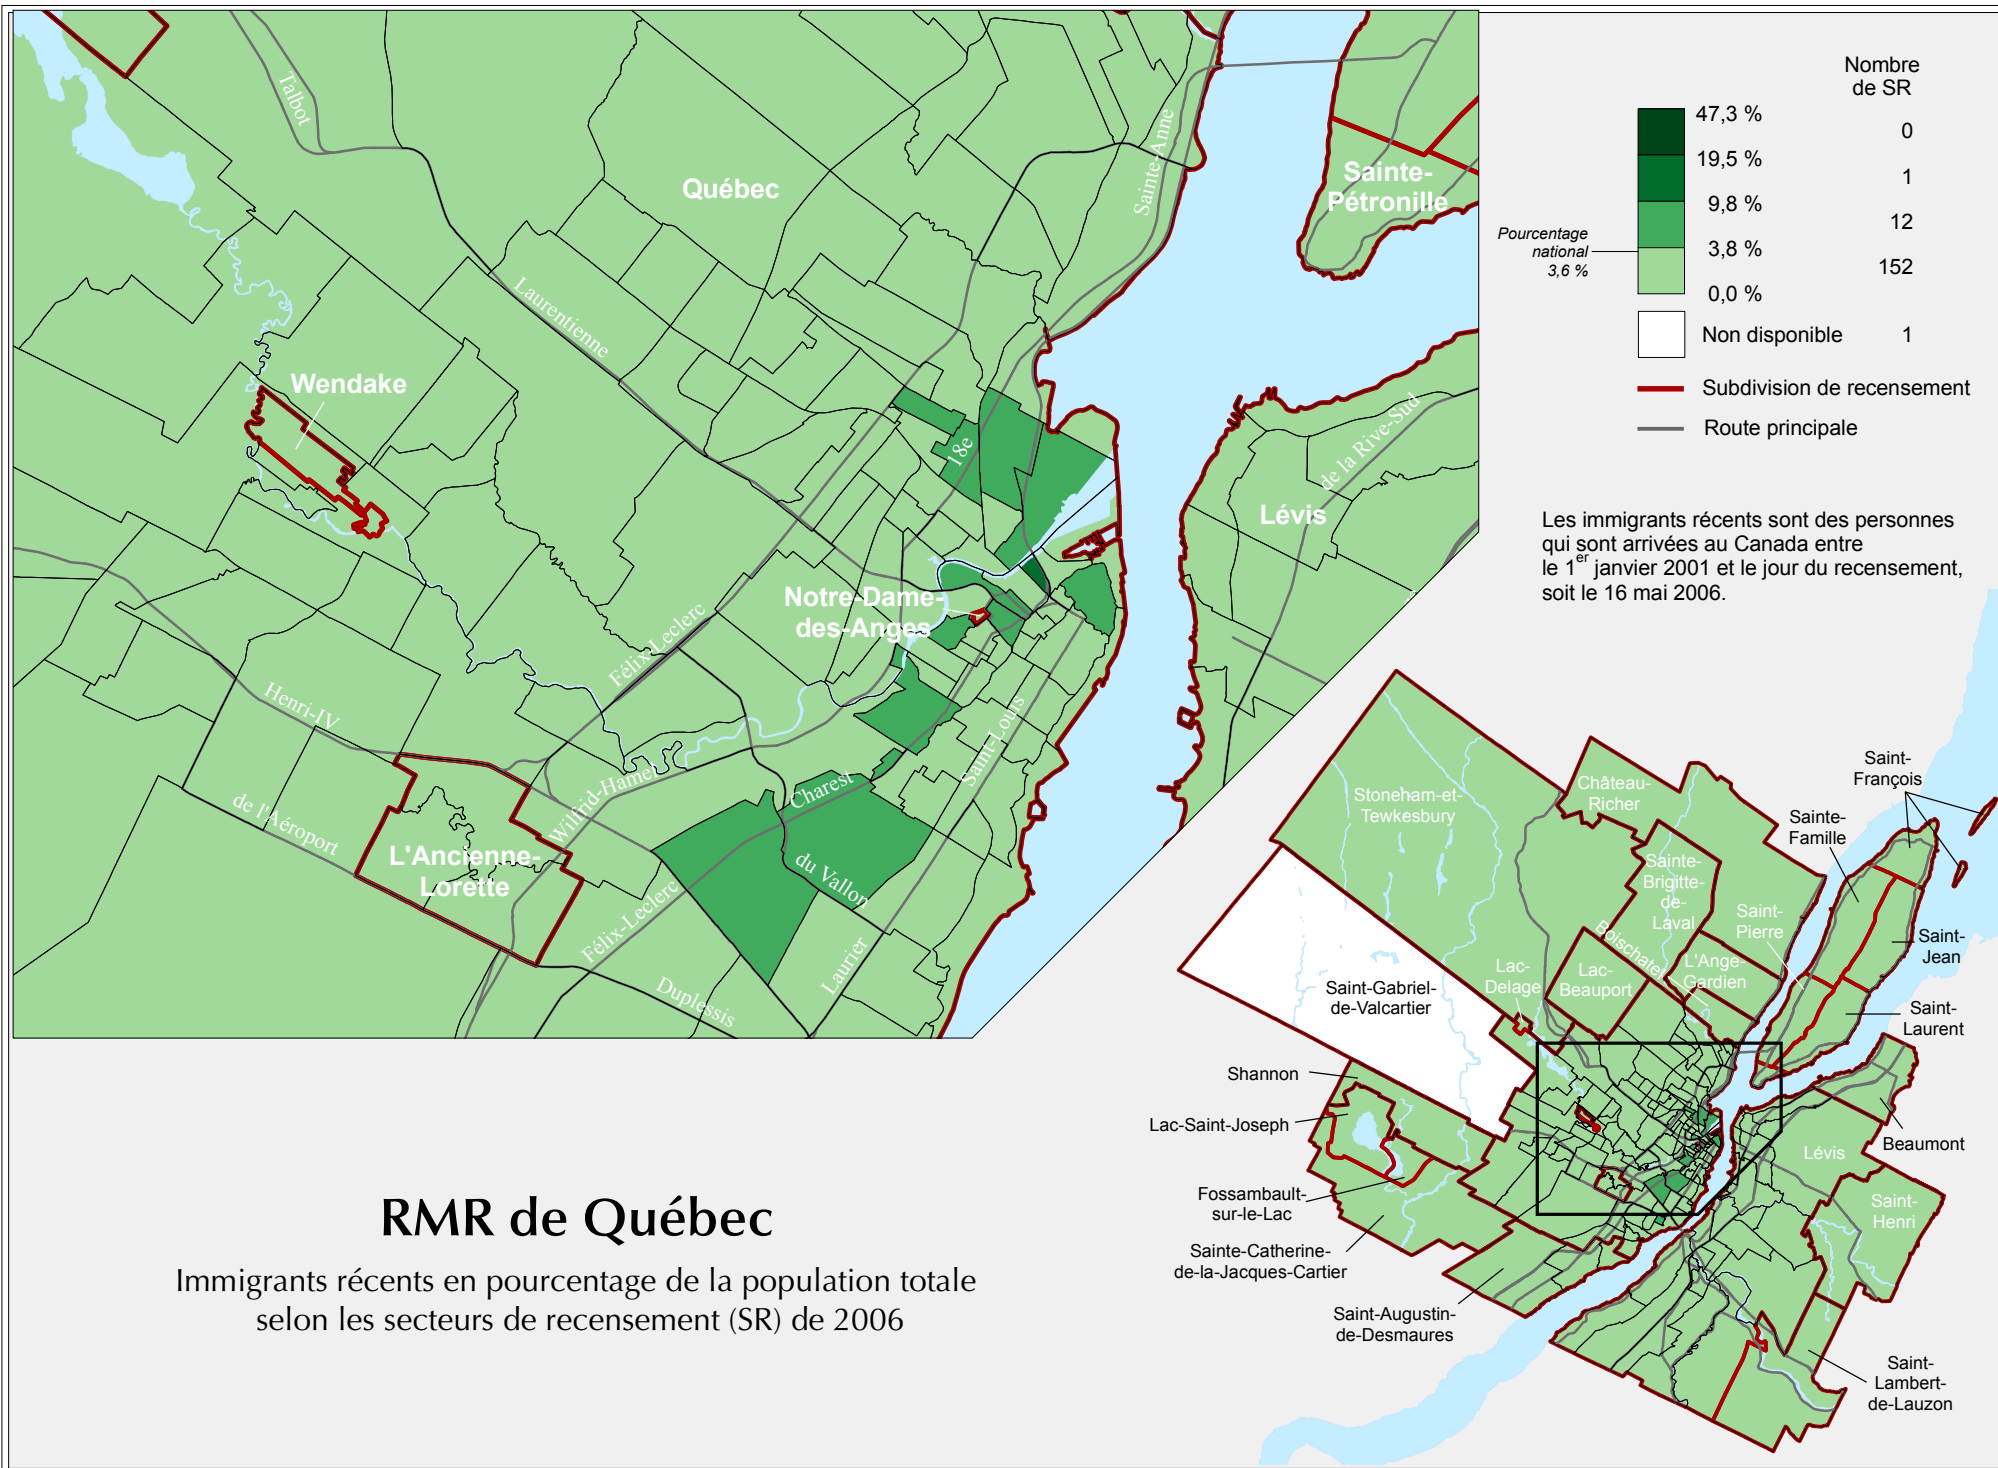 Talbot
Québec
Sainte-Anne
Sainte-
Pétronille
Laurentienne
Wendake
18e
de la Rive-Sud
Lévis
Notre-Dame-
des-Anges
Félix-Leclerc
Henri-IV
Saint-Louis
de l'Aéroport
Wilfrid-Hamel
Charest
L'Ancienne-
Lorette
du Vallon
Félix-Leclerc
Laurier
Duplessis
Nombre
de SR
47,3 %
0
19,5 %
1
9,8 %
12
3,8 %
152
0,0 %
Pourcentage
national
3,6 %
Non disponible 1
Subdivision de recensement
Route principale
Les immigrants récents sont des personnes
qui sont arrivées au Canada entre
le 1er janvier 2001 et le jour du recensement,
soit le 16 mai 2006.
Saint-
François
Château-
Richer
Stoneham-et-
Tewkesbury
Sainte-
Famille
Sainte-
Brigitte-
de-
Laval
Saint-
Pierre
Saint-
Jean
Boischatel
L'Ange-
Gardien
Lac-
Delage
Lac-
Beauport
Saint-Gabriel-
de-Valcartier
Saint-
Laurent
Shannon
Lac-Saint-Joseph
Beaumont
Lévis
Fossambault-
sur-le-Lac
Saint-
Henri
Sainte-Catherine-
de-la-Jacques-Cartier
Saint-Augustin-
de-Desmaures
Saint-
Lambert-
de-Lauzon
RMR de Québec
Immigrants récents en pourcentage de la population totale
selon les secteurs de recensement (SR) de 2006